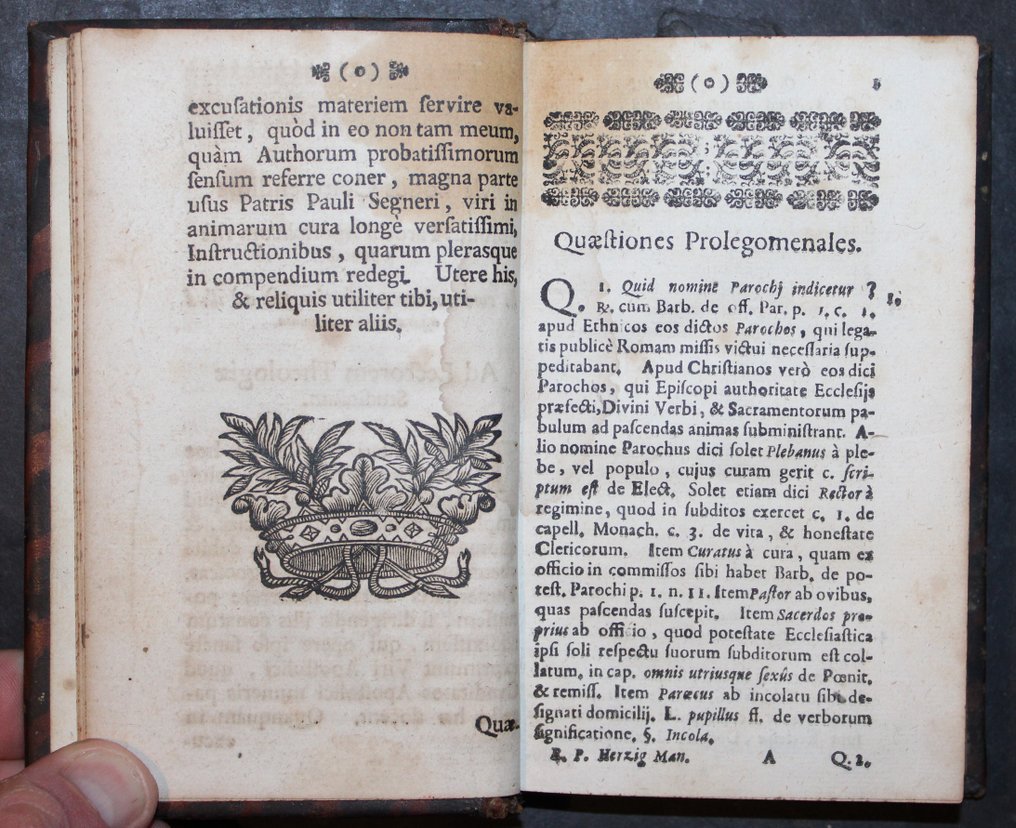 ( o )
excuſationis materiem ſervire va-
luiſſet, quòd in eo non tam meum,
quàm Authorum probatiſſimorum
ſenſum referre coner, magna parte
uſus Patris Pauli Segneri, viri in
animarum cura longè verſatiſſimi,
Inſtructionibus, quarum plerasque
in compendium redegi. Utere his,
& reliquis utiliter tibi, uti-
liter aliis.
Quæ-
( o )
Quæſtiones Prolegomenales.
Q. 1. Quid nomine Parochj indicetur ? 1.
R. cum Barb. de off. Par. p. 1. c. 1.
apud Ethnicos eos dictos Parochos, qui lega-
tis publicè Romam miſſis victui neceſſaria ſup-
peditabant. Apud Chriſtianos verò eos dici
Parochos, qui Epiſcopi authoritate Eccleſijs
præfecti, Divini Verbi, & Sacramentorum pa-
bulum ad paſcendas animas ſubminiſtrant. A-
lio nomine Parochus dici ſolet Plebanus à ple-
be, vel populo, cujus curam gerit c. ſcri-
ptum eſt de Elect. Solet etiam dici Rector à
regimine, quod in ſubditos exercet c. 1. de
capell. Monach. c. 3. de vita, & honeſtate
Clericorum. Item Curatus à cura, quam ex
officio in commiſſos ſibi habet Barb. de po-
teſt. Parochi p. 1. n. 11. Item Paſtor ab ovibus,
quas paſcendas ſuſcepit. Item Sacerdos pro-
prius ab officio, quod poteſtate Eccleſiaſtica
ipſi ſoli reſpectu ſuorum ſubditorum eſt col-
latum, in cap. omnis utriusque ſexûs de Pœnit.
& remiſſ. Item Parœcus ab incolatu ſibi de-
ſignati domicilij. L. pupillus ff. de verborum
ſignificatione. §. Incola.
R. P. Herzig Man. A Q. 2.